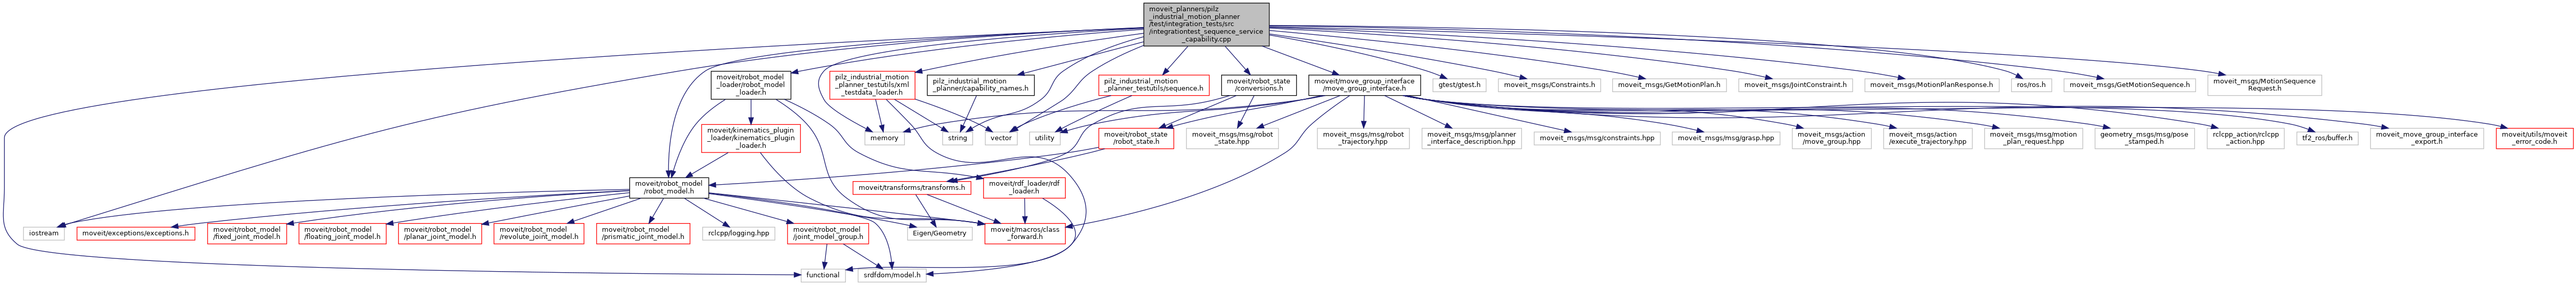 moveit_planners/pilz
_industrial_motion_planner
/test/integration_tests/src
/integrationtest_sequence_service
_capability.cpp
moveit/robot_model
_loader/robot_model
_loader.h
pilz_industrial_motion
_planner_testutils/xml
_testdata_loader.h
pilz_industrial_motion
_planner/capability_names.h
pilz_industrial_motion
_planner_testutils/sequence.h
moveit/robot_state
/conversions.h
moveit/move_group_interface
/move_group_interface.h
gtest/gtest.h
moveit_msgs/Constraints.h
moveit_msgs/GetMotionPlan.h
moveit_msgs/JointConstraint.h
moveit_msgs/MotionPlanResponse.h
ros/ros.h
moveit_msgs/GetMotionSequence.h
moveit_msgs/MotionSequence
Request.h
moveit/kinematics_plugin
_loader/kinematics_plugin
_loader.h
memory
string
vector
utility
moveit/robot_state
/robot_state.h
moveit_msgs/msg/robot
_state.hpp
moveit_msgs/msg/robot
_trajectory.hpp
moveit_msgs/msg/planner
_interface_description.hpp
moveit_msgs/msg/constraints.hpp
moveit_msgs/msg/grasp.hpp
moveit_msgs/action
/move_group.hpp
moveit_msgs/action
/execute_trajectory.hpp
moveit_msgs/msg/motion
_plan_request.hpp
geometry_msgs/msg/pose
_stamped.h
rclcpp_action/rclcpp
_action.hpp
tf2_ros/buffer.h
moveit_move_group_interface
_export.h
moveit/utils/moveit
_error_code.h
moveit/robot_model
/robot_model.h
moveit/transforms/transforms.h
moveit/rdf_loader/rdf
_loader.h
iostream
moveit/exceptions/exceptions.h
moveit/robot_model
/fixed_joint_model.h
moveit/robot_model
/floating_joint_model.h
moveit/robot_model
/planar_joint_model.h
moveit/robot_model
/revolute_joint_model.h
moveit/robot_model
/prismatic_joint_model.h
rclcpp/logging.hpp
moveit/robot_model
/joint_model_group.h
Eigen/Geometry
moveit/macros/class
_forward.h
functional
srdfdom/model.h